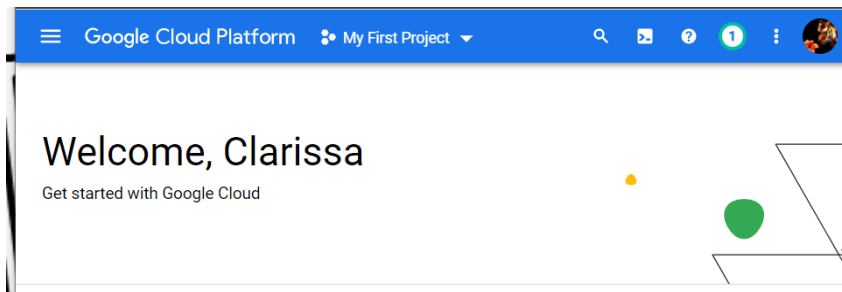 Google Cloud Platform My First Project 1
Welcome, Clarissa
Get started with Google Cloud